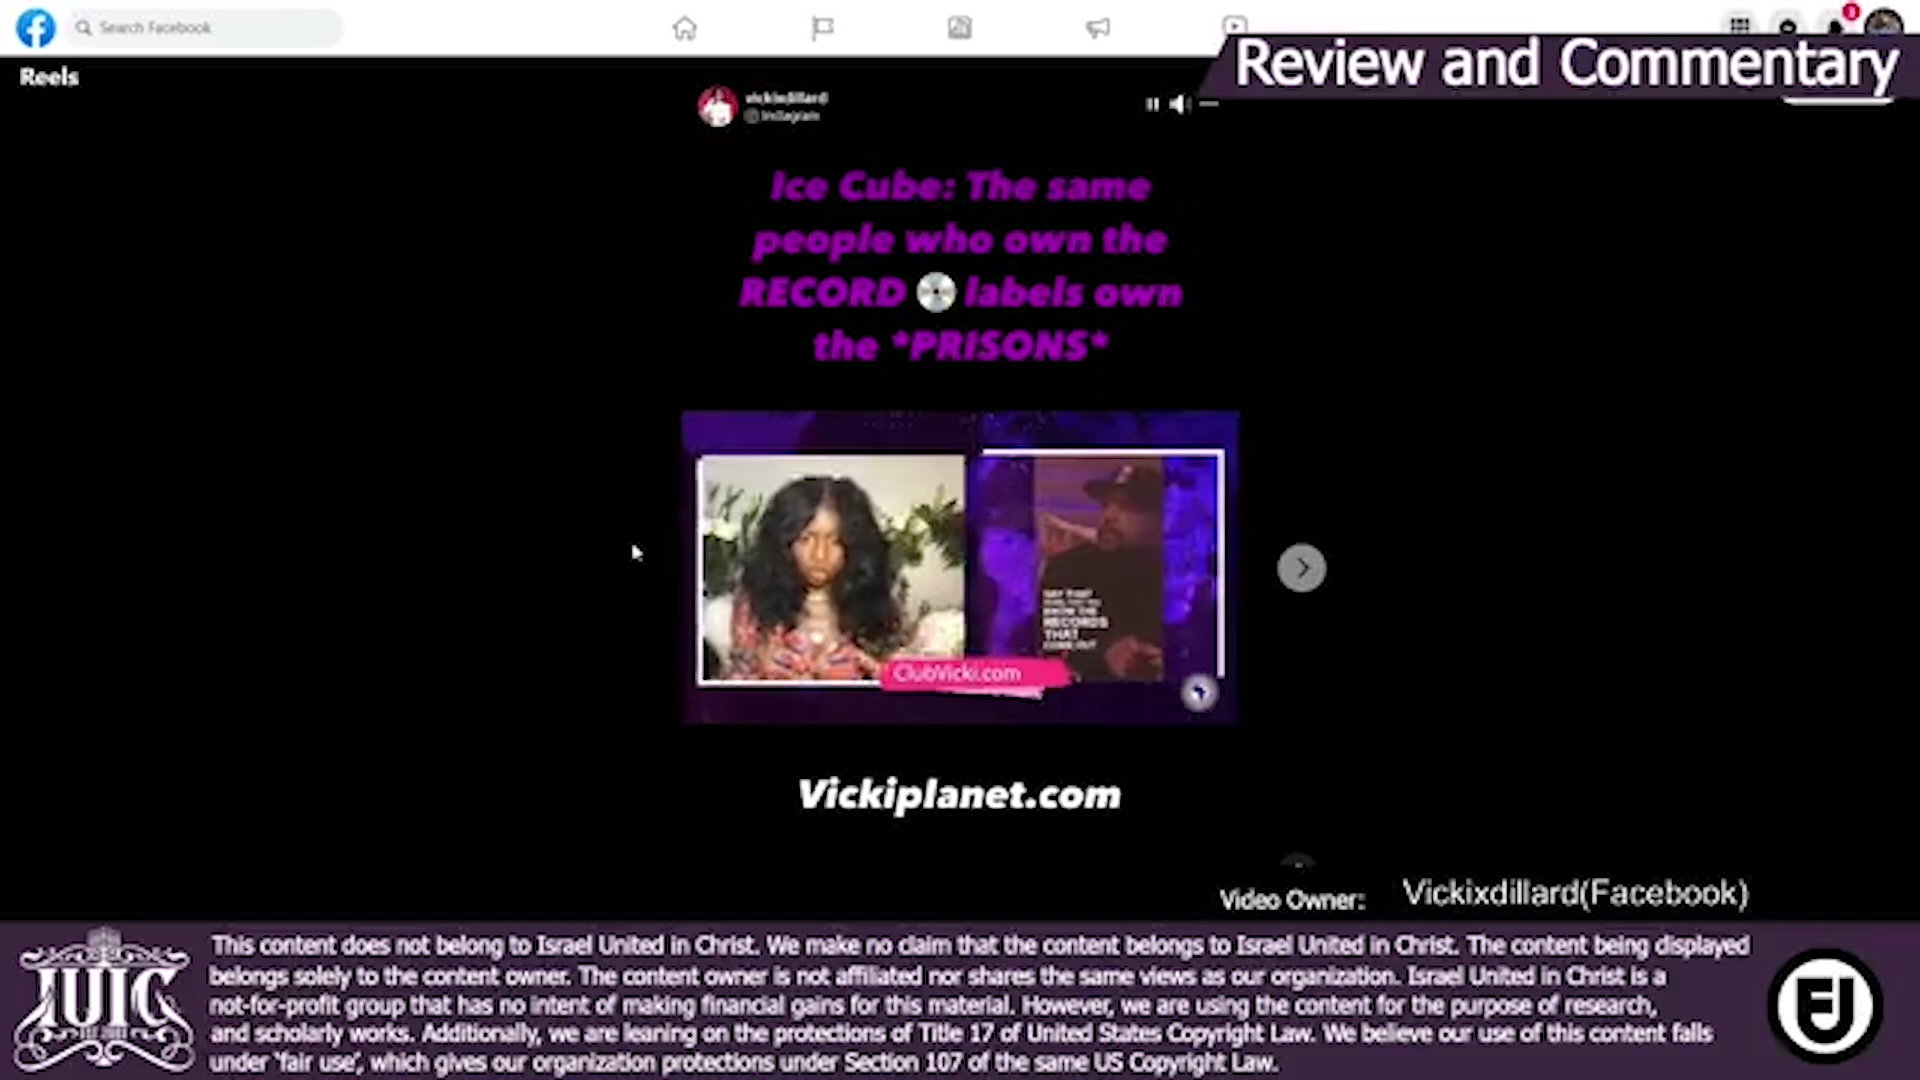 Search Facebook
Review and Commentary
Reels
vickixdillard
Instagram
Ice Cube: The same
people who own the
RECORD labels own
the *PRISONS*
KNOW THE
RECORDS
THAT
COME OUT
ClubVicki.com
Vickiplanet.com
Video Owner: Vickixdillard(Facebook)
This content does not belong to Israel United in Christ. We make no claim that the content belongs to Israel United in Christ. The content being displayed
belongs solely to the content owner. The content owner is not affiliated nor shares the same views as our organization. Israel United in Christ is a
not-for-profit group that has no intent of making financial gains for this material. However, we are using the content for the purpose of research,
and scholarly works. Additionally, we are leaning on the protections of Title 17 of United States Copyright Law. We believe our use of this content falls
under 'fair use', which gives our organization protections under Section 107 of the same US Copyright Law.
IUIC